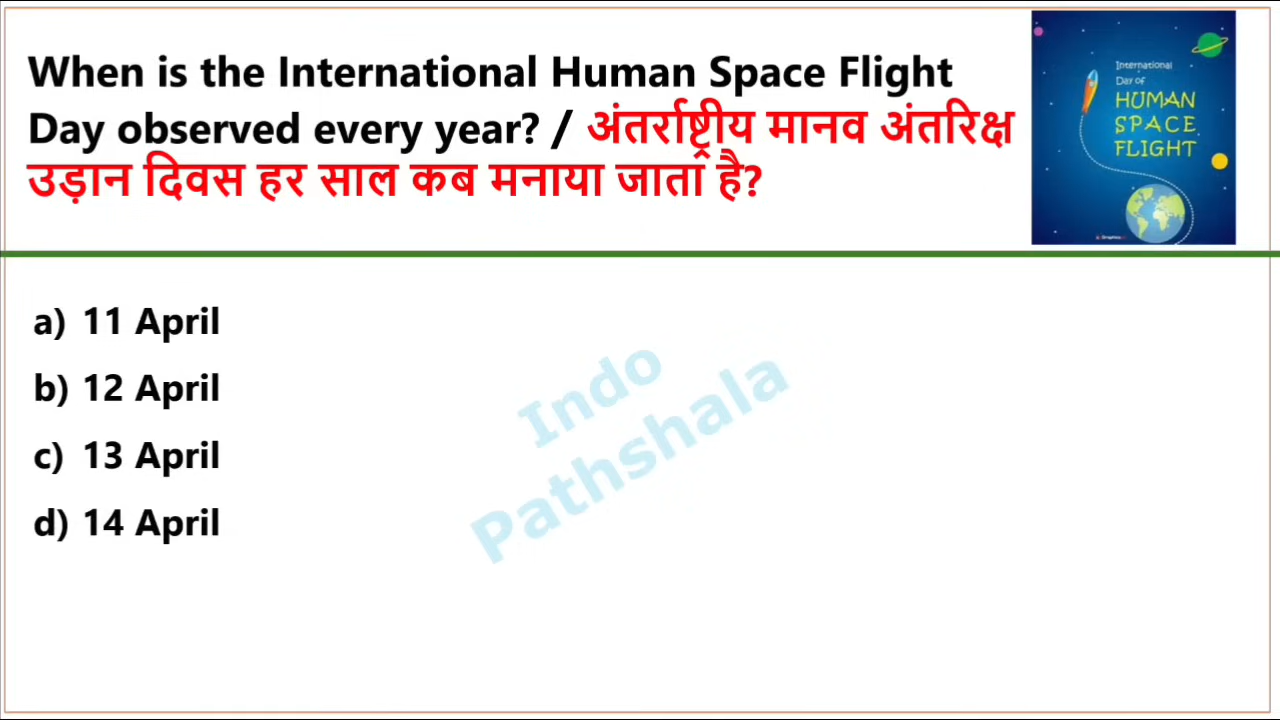 When is the International Human Space Flight
Day observed every year? / अंतर्राष्ट्रीय मानव अंतरिक्ष
उड़ान दिवस हर साल कब मनाया जाता है?
International
Day of
HUMAN
SPACE
FLIGHT
a) 11 April
b) 12 April
c) 13 April
d) 14 April
Indo
Pathshala